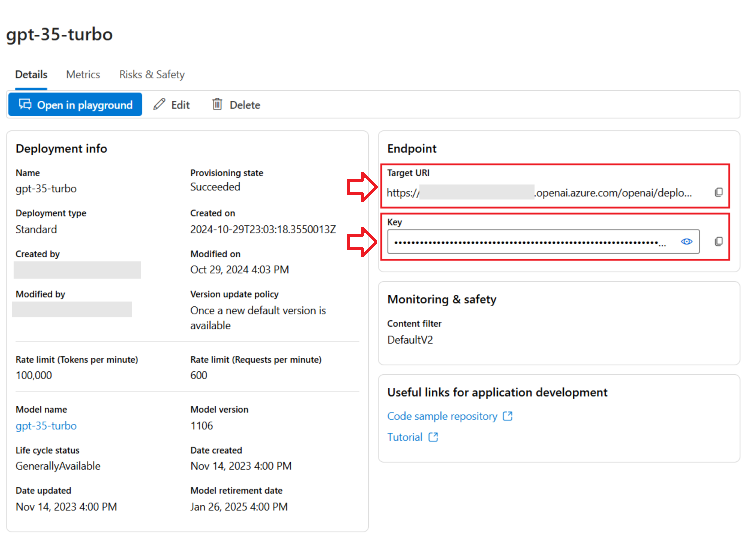 gpt-35-turbo
Details Metrics Risks & Safety
Open in playground Edit Delete
Deployment info
Name Provisioning state
gpt-35-turbo Succeeded
Deployment type Created on
Standard 2024-10-29T23:03:18.3550013Z
Created by Modified on
Oct 29, 2024 4:03 PM
Modified by Version update policy
Once a new default version is
available
Rate limit (Tokens per minute) Rate limit (Requests per minute)
100,000 600
Model name Model version
gpt-35-turbo 1106
Life cycle status Date created
GenerallyAvailable Nov 14, 2023 4:00 PM
Date updated Model retirement date
Nov 14, 2023 4:00 PM Jan 26, 2025 4:00 PM
Endpoint
Target URI
https:// .openai.azure.com/openai/deplo...
Key
••••••••••••••••••••••••••••••••••••••••••••••••••••••••••••••••...
Monitoring & safety
Content filter
DefaultV2
Useful links for application development
Code sample repository
Tutorial